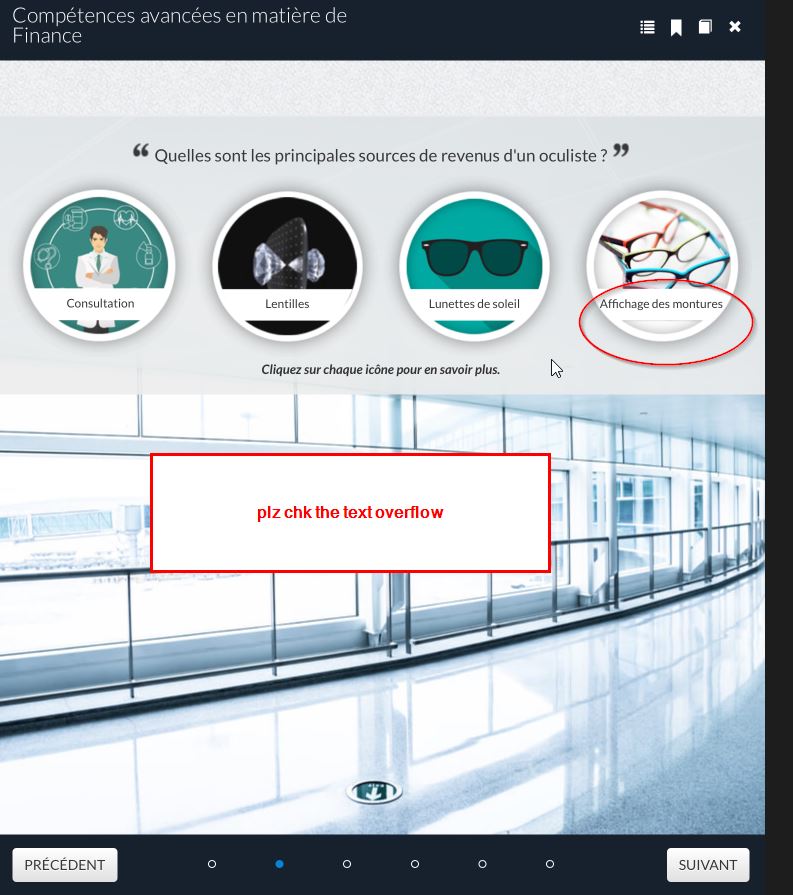 Compétences avancées en matière de
Finance
“ Quelles sont les principales sources de revenus d'un oculiste ? ”
Consultation
Lentilles
Lunettes de soleil
Affichage des montures
Cliquez sur chaque icône pour en savoir plus.
plz chk the text overflow
PRÉCÉDENT
SUIVANT